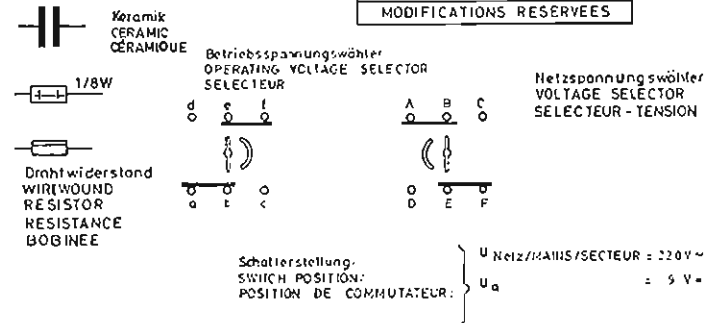 MODIFICATIONS RESERVEES
Keramik
CERAMIC
CÉRAMIQUE
1/8W
Drahtwiderstand
WIREWOUND
RESISTOR
RESISTANCE
BOBINEE
Betriebsspannungswähler
OPERATING VOLTAGE SELECTOR
SELECTEUR
d e f
a b c
Netzspannungswähler
VOLTAGE SELECTOR
SELECTEUR - TENSION
A B C
D E F
Schalterstellung:
SWITCH POSITION:
POSITION DE COMMUTATEUR:
U Netz/MAINS/SECTEUR = 220V~
Ua = 9 V=